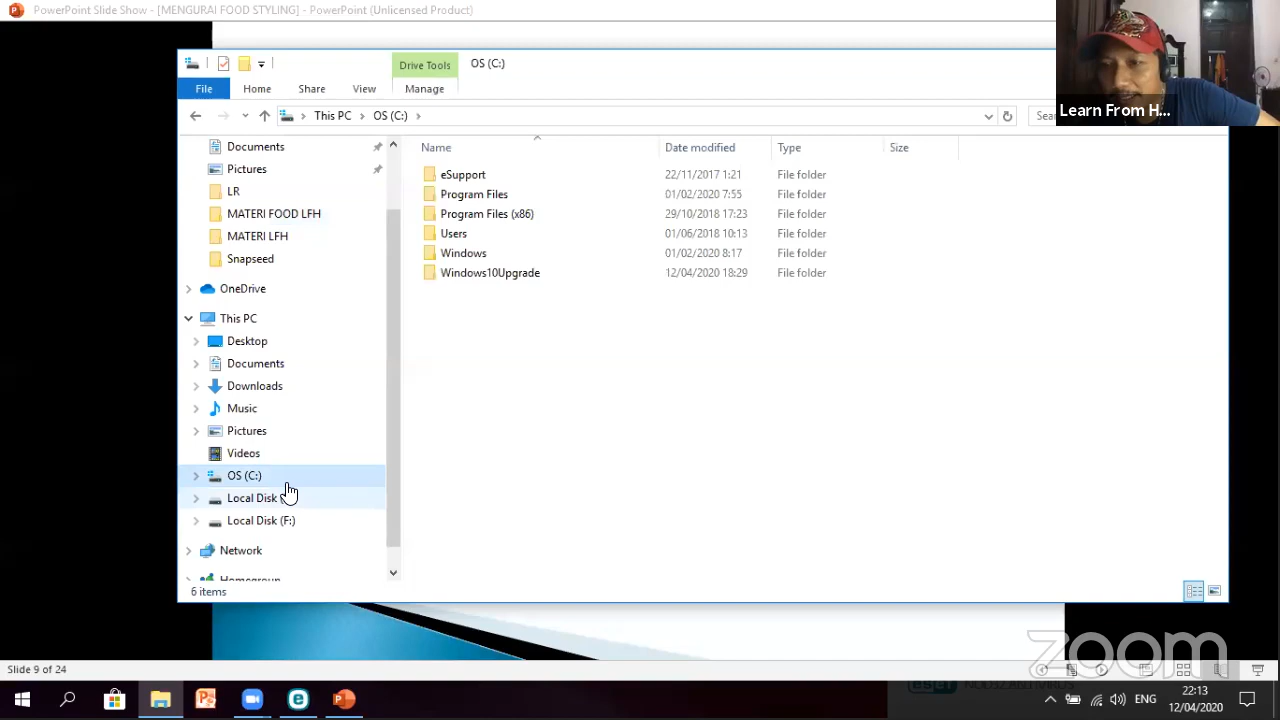 PowerPoint Slide Show - [MENGURAI FOOD STYLING] - PowerPoint (Unlicensed Product)
Drive Tools
OS (C:)
File
Home
Share
View
Manage
This PC
OS (C:)
Learn From H...
Documents
Pictures
LR
MATERI FOOD LFH
MATERI LFH
Snapseed
OneDrive
This PC
Desktop
Documents
Downloads
Music
Pictures
Videos
OS (C:)
Local Disk
Local Disk (F:)
Network
Homegroup
Name Date modified Type Size
eSupport 22/11/2017 1:21 File folder
Program Files 01/02/2020 7:55 File folder
Program Files (x86) 29/10/2018 17:23 File folder
Users 01/06/2018 10:13 File folder
Windows 01/02/2020 8:17 File folder
Windows10Upgrade 12/04/2020 18:29 File folder
6 items
zoom
Slide 9 of 24
ENG
22:13
12/04/2020